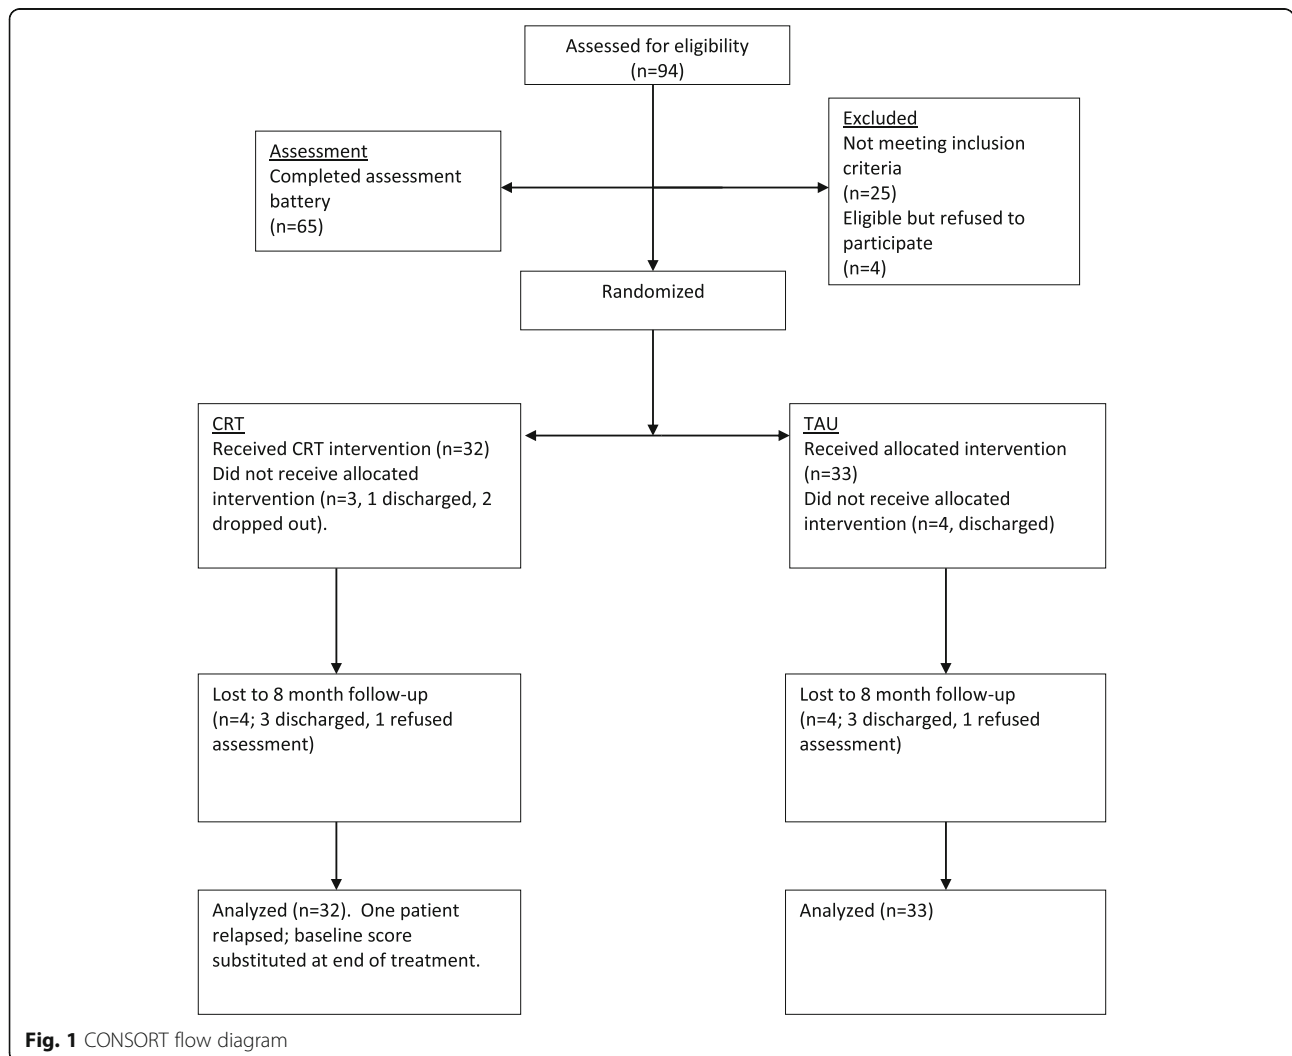 Assessed for eligibility
(n=94)
Excluded
Not meeting inclusion
criteria
(n=25)
Eligible but refused to
participate
(n=4)
Assessment
Completed assessment
battery
(n=65)
Randomized
CRT
Received CRT intervention (n=32)
Did not receive allocated
intervention (n=3, 1 discharged, 2
dropped out).
TAU
Received allocated intervention
(n=33)
Did not receive allocated
intervention (n=4, discharged)
Lost to 8 month follow-up
(n=4; 3 discharged, 1 refused
assessment)
Lost to 8 month follow-up
(n=4; 3 discharged, 1 refused
assessment)
Analyzed (n=32).  One patient
relapsed; baseline score
substituted at end of treatment.
Analyzed (n=33)
Fig. 1 CONSORT flow diagram